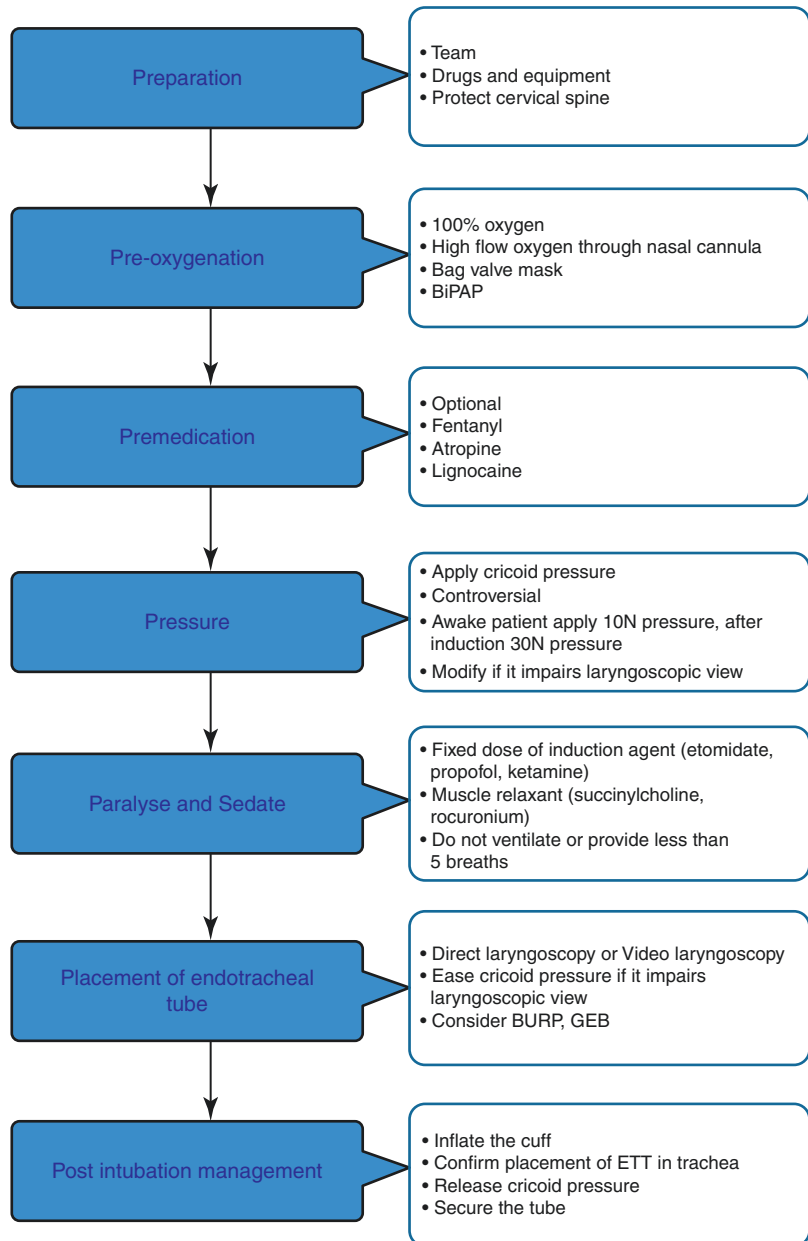 Preparation
• Team
• Drugs and equipment
• Protect cervical spine
Pre-oxygenation
• 100% oxygen
• High flow oxygen through nasal cannula
• Bag valve mask
• BiPAP
Premedication
• Optional
• Fentanyl
• Atropine
• Lignocaine
Pressure
• Apply cricoid pressure
• Controversial
• Awake patient apply 10N pressure, after
induction 30N pressure
• Modify if it impairs laryngoscopic view
Paralyse and Sedate
• Fixed dose of induction agent (etomidate,
propofol, ketamine)
• Muscle relaxant (succinylcholine,
rocuronium)
• Do not ventilate or provide less than
5 breaths
Placement of endotracheal
tube
• Direct laryngoscopy or Video laryngoscopy
• Ease cricoid pressure if it impairs
laryngoscopic view
• Consider BURP, GEB
Post intubation management
• Inflate the cuff
• Confirm placement of ETT in trachea
• Release cricoid pressure
• Secure the tube